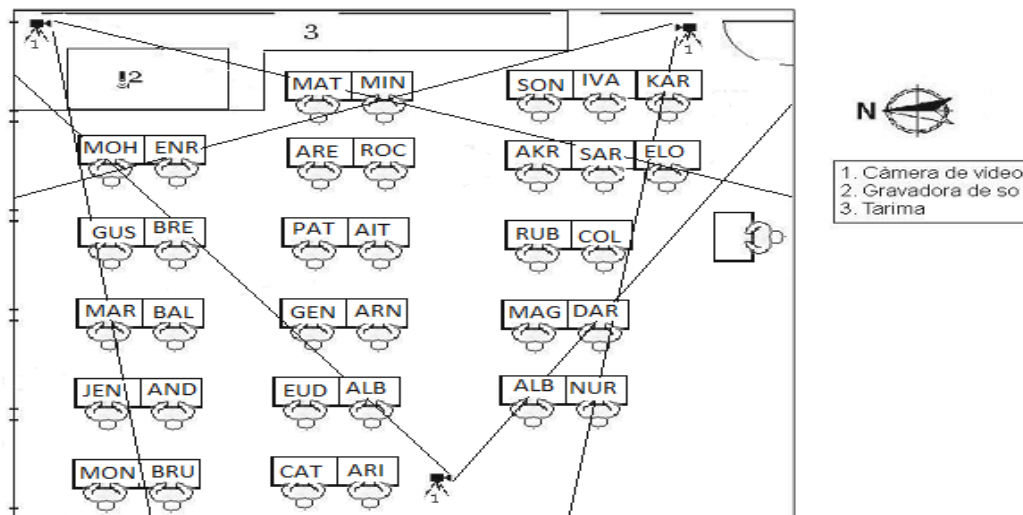 1
3
1
2
MAT MIN
SON IVA KAR
MOH ENR
ARE ROC
AKR SAR ELO
GUS BRE
PAT AIT
RUB COL
MAR BAL
GEN ARN
MAG DAR
JEN AND
EUD ALB
ALB NUR
MON BRU
CAT ARI
1
N
1. Càmera de vídeo
2. Gravadora de so
3. Tarima